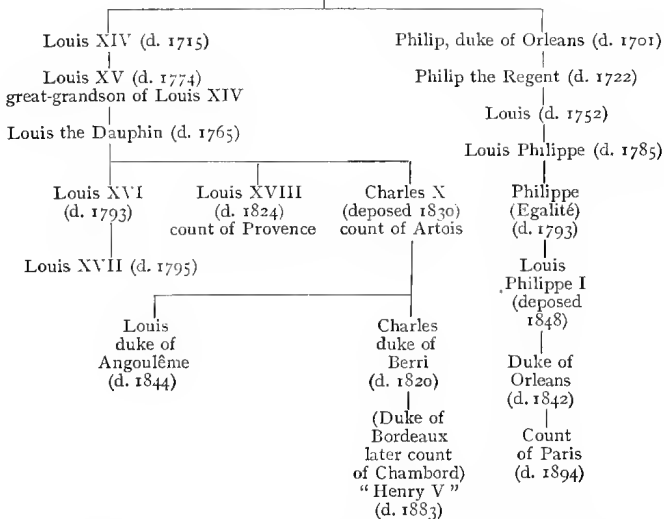 Louis XIV (d. 1715)
Philip, duke of Orleans (d. 1701)
Louis XV (d. 1774)
great-grandson of Louis XIV
Philip the Regent (d. 1722)
Louis (d. 1752)
Louis the Dauphin (d. 1765)
Louis Philippe (d. 1785)
Louis XVI
(d. 1793)
Louis XVIII
(d. 1824)
count of Provence
Charles X
(deposed 1830)
count of Artois
Philippe
(Egalité)
(d. 1793)
Louis XVII (d. 1795)
Louis
Philippe I
(deposed
1848)
Louis
duke of
Angoulême
(d. 1844)
Charles
duke of
Berri
(d. 1820)
Duke of
Orleans
(d. 1842)
(Duke of
Bordeaux
later count
of Chambord)
"Henry V"
(d. 1883)
Count
of Paris
(d. 1894)